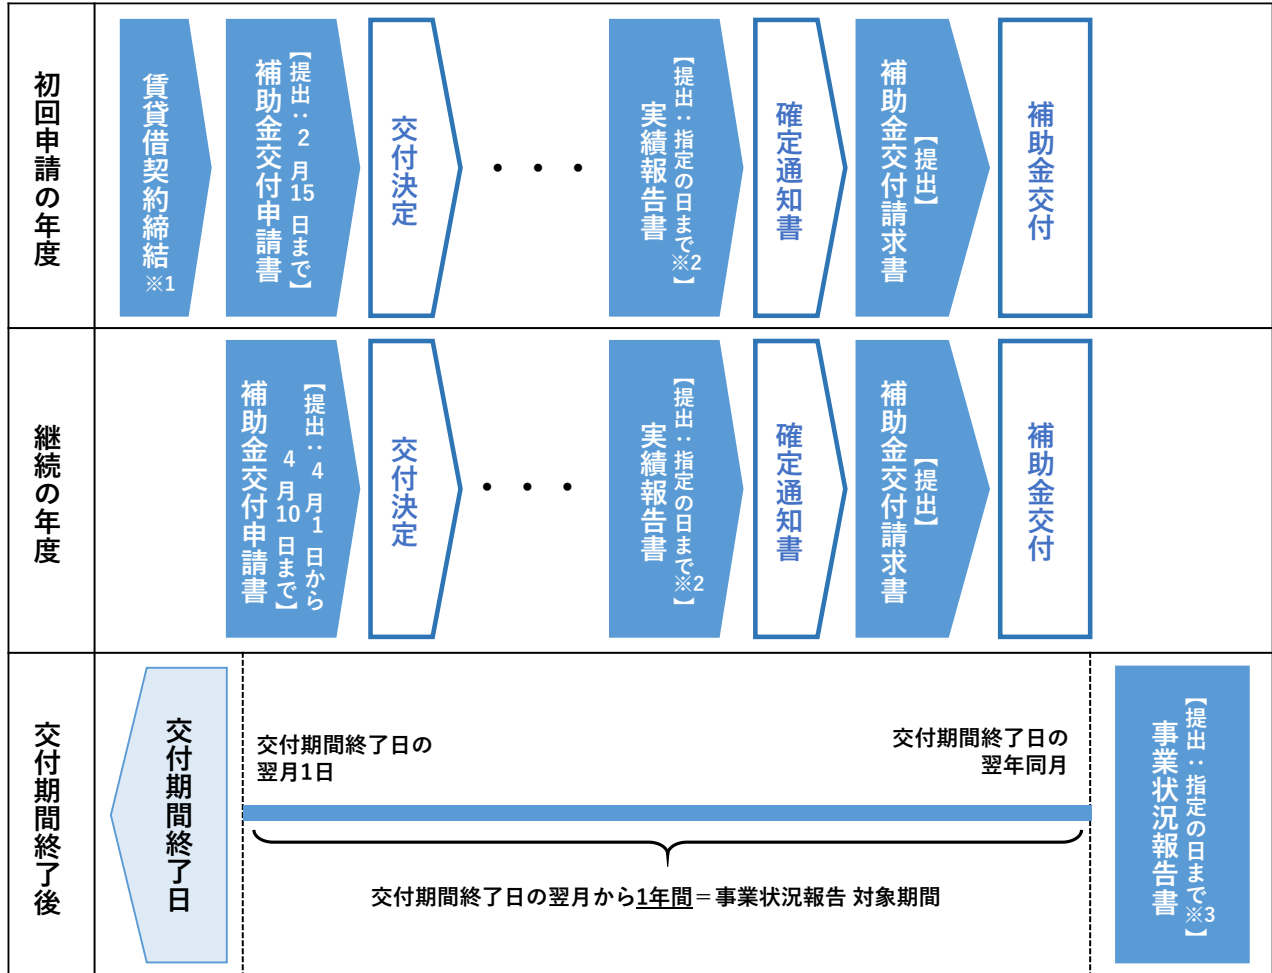 初回申請の年度
賃貸借契約締結
※1
補助金交付申請書
【提出：2月15日まで】
交付決定
・・・
実績報告書
【提出：指定の日まで※2】
確定通知書
補助金交付請求書
【提出】
補助金交付
継続の年度
補助金交付申請書
【提出：4月1日から
4月10日まで】
交付決定
・・・
実績報告書
【提出：指定の日まで※2】
確定通知書
補助金交付請求書
【提出】
補助金交付
交付期間終了後
交付期間終了日
交付期間終了日の
翌月1日
交付期間終了日の
翌年同月
交付期間終了日の翌月から1年間＝事業状況報告 対象期間
事業状況報告書
【提出：指定の日まで※3】